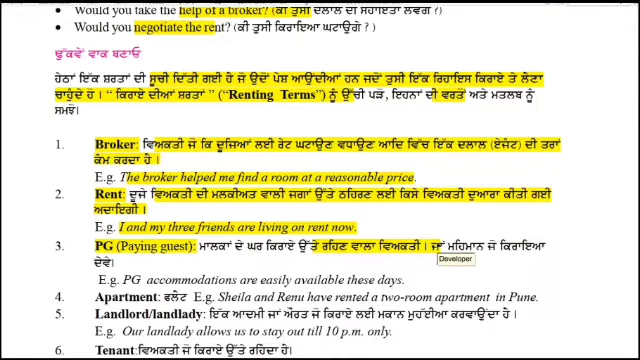 • Would you take the help of a broker? (ਕੀ ਤੁਸੀ ਦਲਾਲ ਦੀ ਸਹਾਇਤਾ ਲਵੋਗੇ ?)
• Would you negotiate the rent? (ਕੀ ਤੁਸੀ ਕਿਰਾਇਆ ਘਟਾਉਗੇ ?)
ਢੁੱਕਵੇਂ ਵਾਕ ਬਣਾਓ
ਹੇਠਾਂ ਇੱਕ ਸ਼ਰਤਾਂ ਦੀ ਸੂਚੀ ਦਿੱਤੀ ਗਈ ਹੈ ਜੋ ਉਦੋਂ ਪੇਸ਼ ਆਉਂਦੀਆਂ ਹਨ ਜਦੋਂ ਤੁਸੀ ਇੱਕ ਰਿਹਾਇਸ ਕਿਰਾਏ ਤੇ ਲੈਣਾ
ਚਾਹੁੰਦੇ ਹੋ। “ ਕਿਰਾਏ ਦੀਆਂ ਸ਼ਰਤਾਂ ” (“Renting Terms”) ਨੂੰ ਉੱਚੀ ਪੜੋ, ਇਹਨਾਂ ਦੀ ਵਰਤੋਂ ਅਤੇ ਮਤਲਬ ਨੂੰ
ਸਮਝੋ।
1. Broker: ਵਿਅਕਤੀ ਜੋ ਕਿ ਦੂਜਿਆਂ ਲਈ ਰੇਟ ਘਟਾਉਣ ਵਧਾਉਣ ਆਦਿ ਵਿੱਚ ਇੱਕ ਦਲਾਲ (ਏਜੰਟ) ਦੀ ਤਰਾਂ
ਕੰਮ ਕਰਦਾ ਹੈ ।
E.g. The broker helped me find a room at a reasonable price.
2. Rent: ਦੂਜੇ ਵਿਅਕਤੀ ਦੀ ਮਲਕੀਅਤ ਵਾਲੀ ਜਗਾਂ ਉੱਤੇ ਠਹਿਰਣ ਲਈ ਕਿਸੇ ਵਿਅਕਤੀ ਦੁਆਰਾ ਕੀਤੀ ਗਈ
ਅਦਾਇਗੀ ।
E.g. I and my three friends are living on rent now.
3. PG (Paying guest): ਮਾਲਕਾਂ ਦੇ ਘਰ ਕਿਰਾਏ ਉੱਤੇ ਰਹਿਣ ਵਾਲਾ ਵਿਅਕਤੀ । ਜਾਂ ਮਹਿਮਾਨ ਜੋ ਕਿਰਾਇਆ
ਦੇਵੇ।
Developer
E.g. PG accommodations are easily available these days.
4 Apartment: ਫਲੈਟ E.g. Sheila and Renu have rented a two-room apartment in Pune.
5 Landlord/landlady: ਇੱਕ ਆਦਮੀ ਜਾਂ ਔਰਤ ਜੋ ਕਿਰਾਏ ਲਈ ਮਕਾਨ ਮੁਹੱਈਆ ਕਰਵਾਉਂਦਾ ਹੈ ।
E.g. Our landlady allows us to stay out till 10 p.m. only.
6 Tenant:ਵਿਅਕਤੀ ਜੋ ਕਿਰਾਏ ਉੱਤੇ ਰਹਿੰਦਾ ਹੈ।